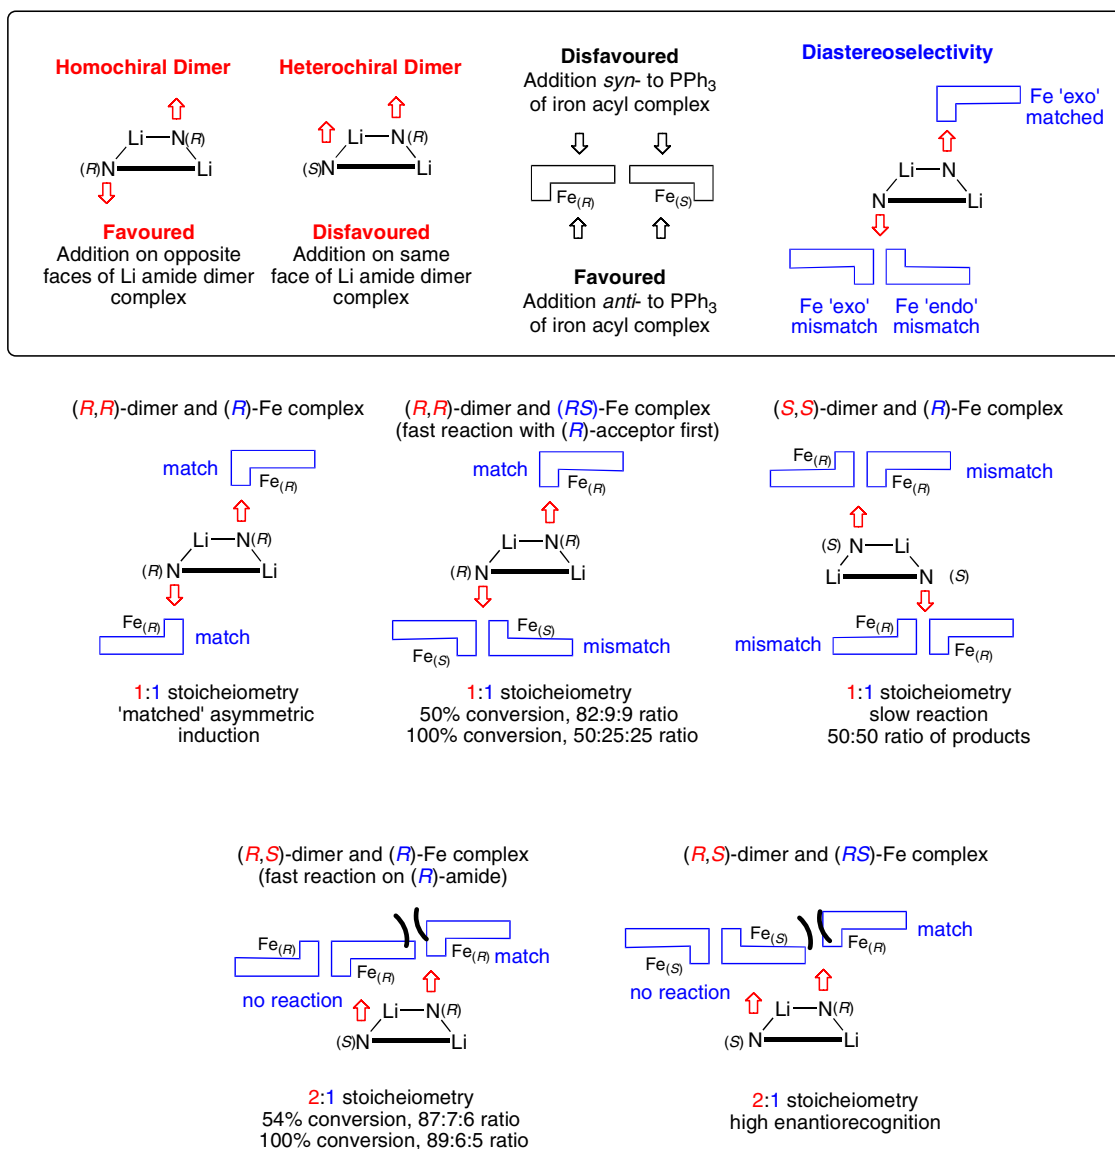 Homochiral Dimer
Li N(R)
(R)N Li
Favoured
Addition on opposite
faces of Li amide dimer
complex
Heterochiral Dimer
Li N(R)
(S)N Li
Disfavoured
Addition on same
face of Li amide dimer
complex
Disfavoured
Addition syn- to PPh3
of iron acyl complex
Fe(R) Fe(S)
Favoured
Addition anti- to PPh3
of iron acyl complex
Diastereoselectivity
Fe 'exo'
matched
Li N
N Li
Fe 'exo'
mismatch
Fe 'endo'
mismatch
(R,R)-dimer and (R)-Fe complex
match
Fe(R)
Li N(R)
(R) N Li
Fe(R)
match
1:1 stoicheiometry
'matched' asymmetric
induction
(R,R)-dimer and (RS)-Fe complex
(fast reaction with (R)-acceptor first)
match
Fe(R)
Li N(R)
(R) N Li
Fe(S)
Fe(S)
mismatch
1:1 stoicheiometry
50% conversion, 82:9:9 ratio
100% conversion, 50:25:25 ratio
(S,S)-dimer and (R)-Fe complex
Fe(R)
Fe(R)
mismatch
(S) N Li
Li N (S)
mismatch
Fe(R)
Fe(R)
1:1 stoicheiometry
slow reaction
50:50 ratio of products
(R,S)-dimer and (R)-Fe complex
(fast reaction on (R)-amide)
Fe(R)
Fe(R)
Fe(R)
match
no reaction
Li N(R)
(S)N Li
2:1 stoicheiometry
54% conversion, 87:7:6 ratio
100% conversion, 89:6:5 ratio
(R,S)-dimer and (RS)-Fe complex
Fe(S)
Fe(S)
Fe(R)
match
no reaction
Li N(R)
(S) N Li
2:1 stoicheiometry
high enantiorecognition